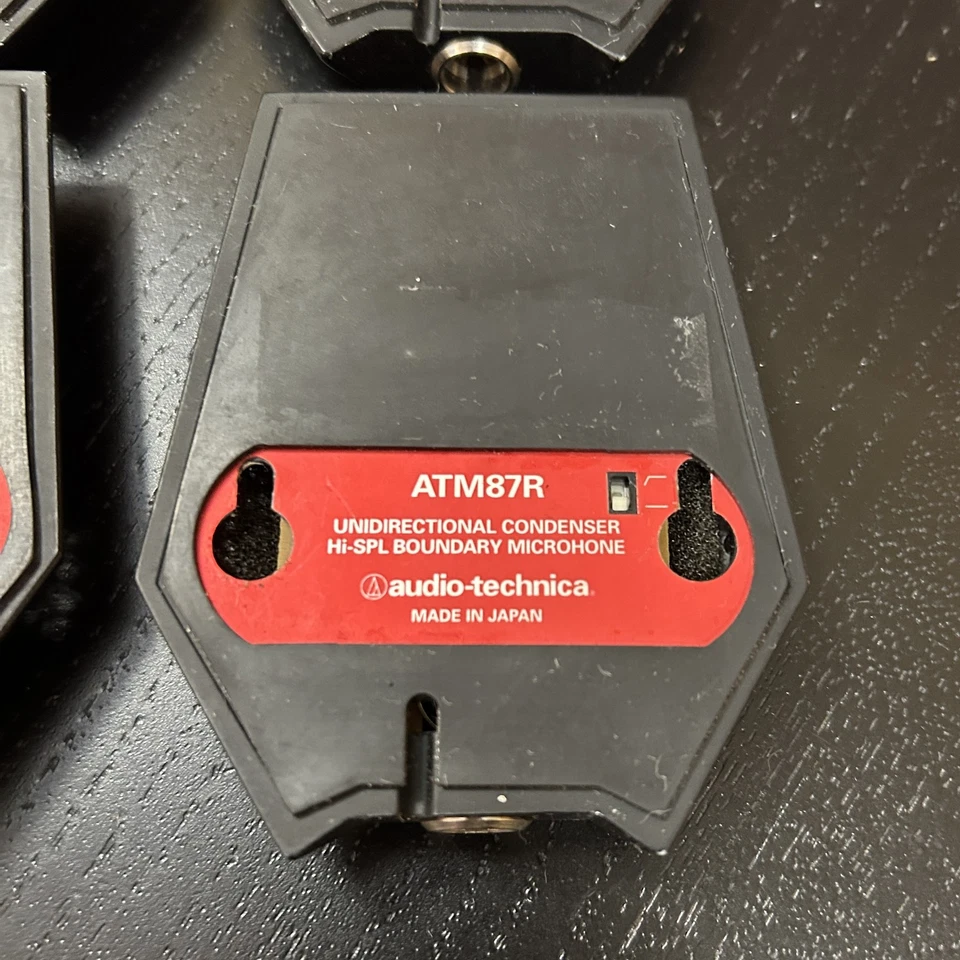 ATM87R
UNIDIRECTIONAL CONDENSER
Hi-SPL BOUNDARY MICROHONE
audio-technica®
MADE IN JAPAN